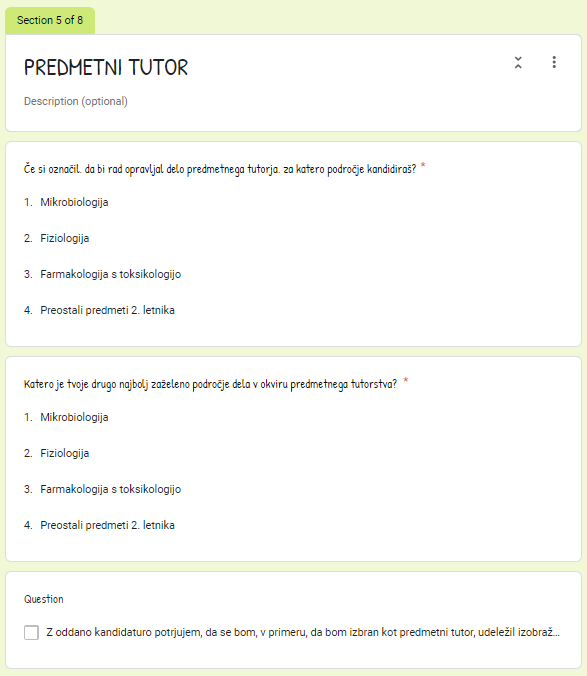 Section 5 of 8
PREDMETNI TUTOR
Description (optional)
Če si označil. da bi rad opravljal delo predmetnega tutorja. za katero področje kandidiraš? *
1. Mikrobiologija
2. Fiziologija
3. Farmakologija s toksikologijo
4. Preostali predmeti 2. letnika
Katero je tvoje drugo najbolj zaželeno področje dela v okviru predmetnega tutorstva? *
1. Mikrobiologija
2. Fiziologija
3. Farmakologija s toksikologijo
4. Preostali predmeti 2. letnika
Question
Z oddano kandidaturo potrjujem, da se bom, v primeru, da bom izbran kot predmetni tutor, udeležil izobraž...